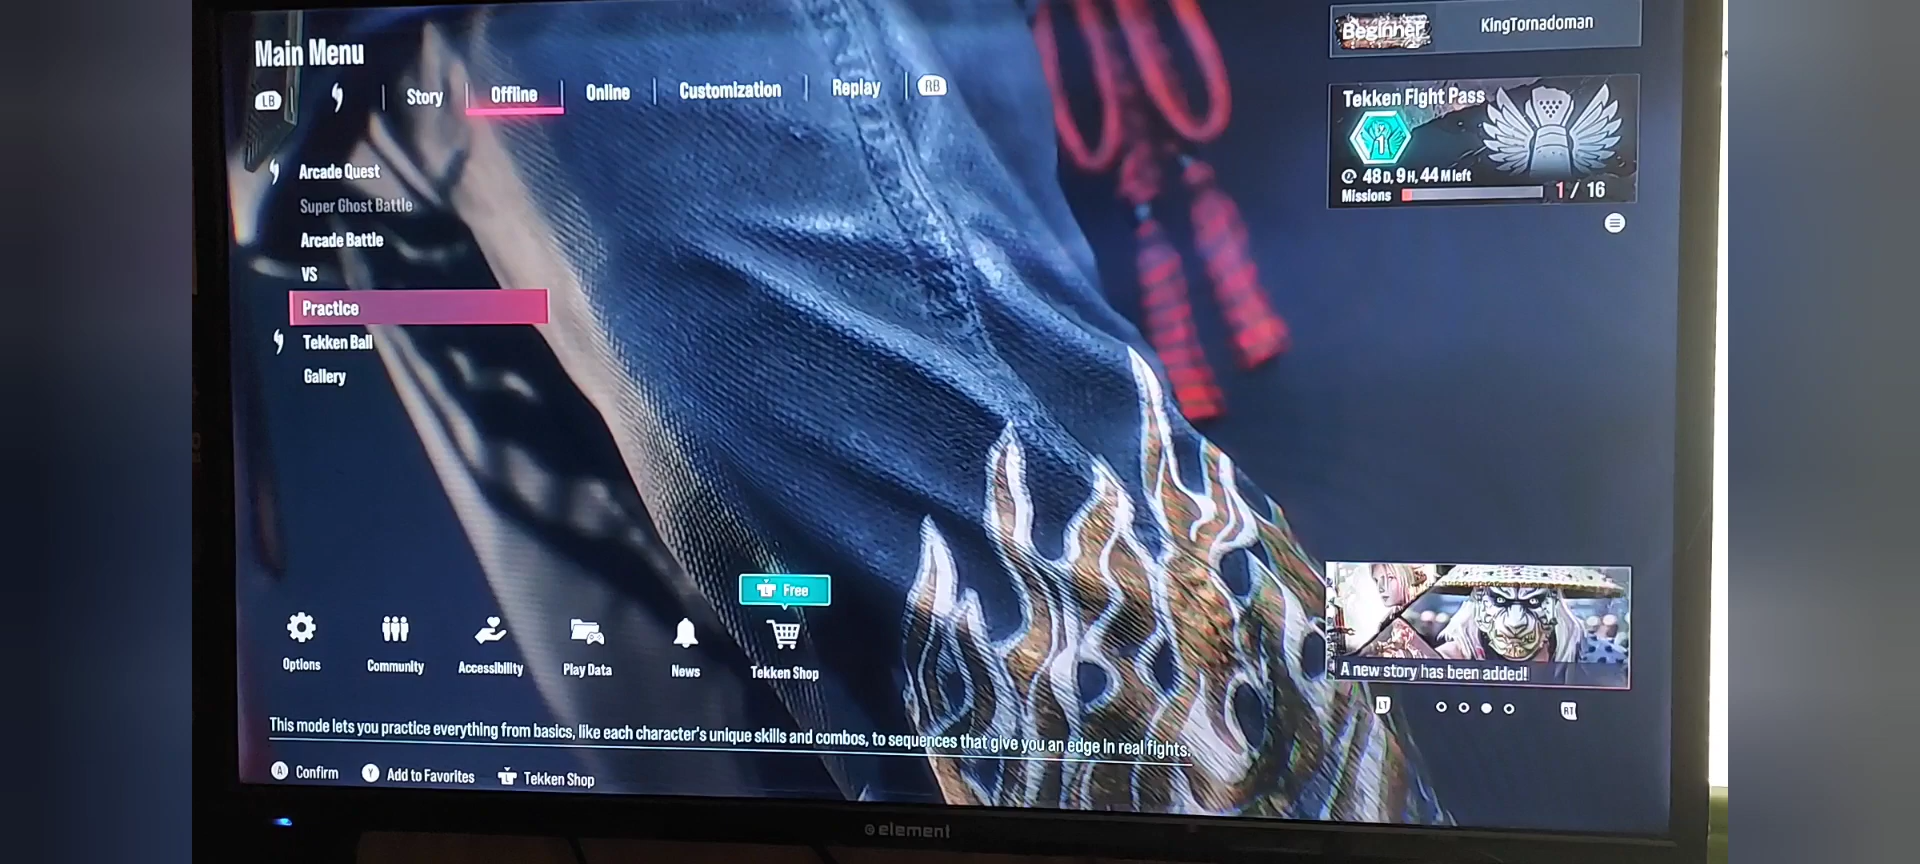 Main Menu
LB
Story
Offline
Online
Customization
Replay
RB
Arcade Quest
Super Ghost Battle
Arcade Battle
VS
Practice
Tekken Ball
Gallery
Beginner
KingTornadoman
Tekken Fight Pass
1
48D, 9H, 44M left
Missions 1 / 16
Free
Options
Community
Accessibility
Play Data
News
Tekken Shop
A new story has been added!
LT
RT
This mode lets you practice everything from basics, like each character's unique skills and combos, to sequences that give you an edge in real fights.
A Confirm
Y Add to Favorites
L Tekken Shop
element